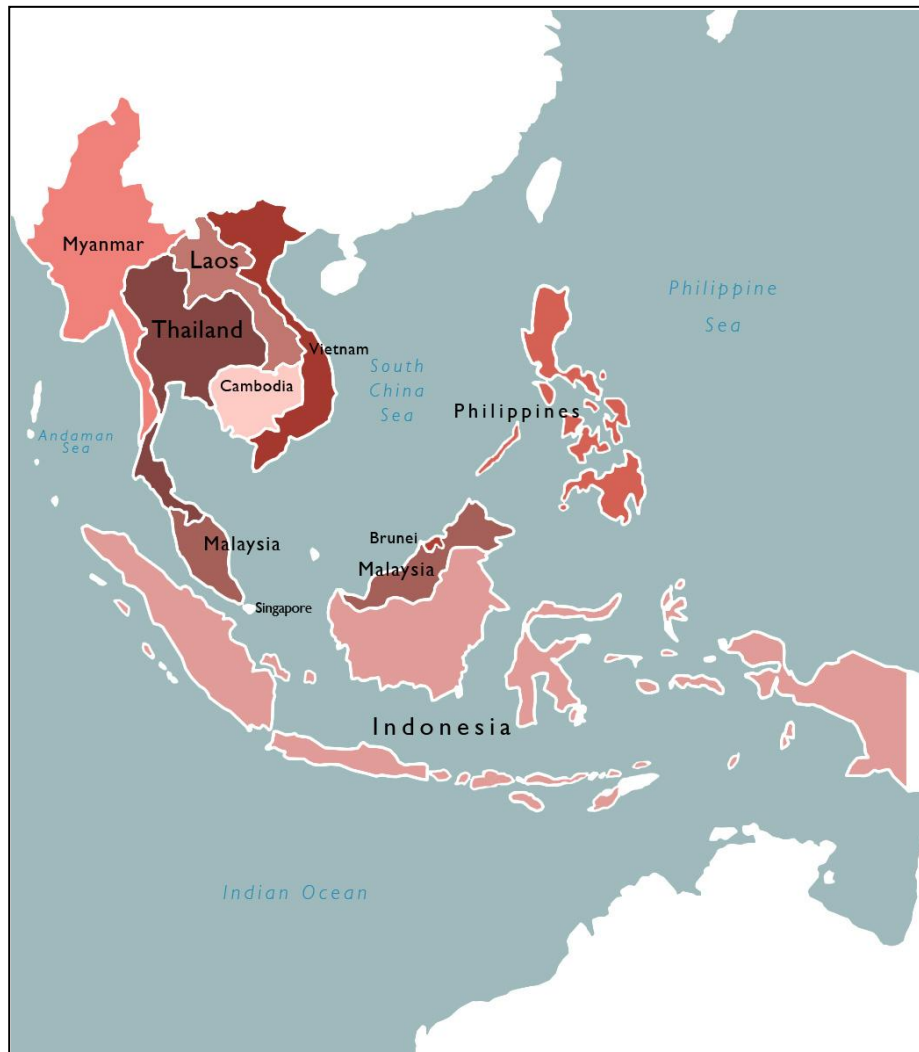 Myanmar
Laos
Philippine
Sea
Thailand
Vietnam
South
China
Sea
Cambodia
Philippines
Andaman
Sea
Brunei
Malaysia
Malaysia
Singapore
Indonesia
Indian Ocean